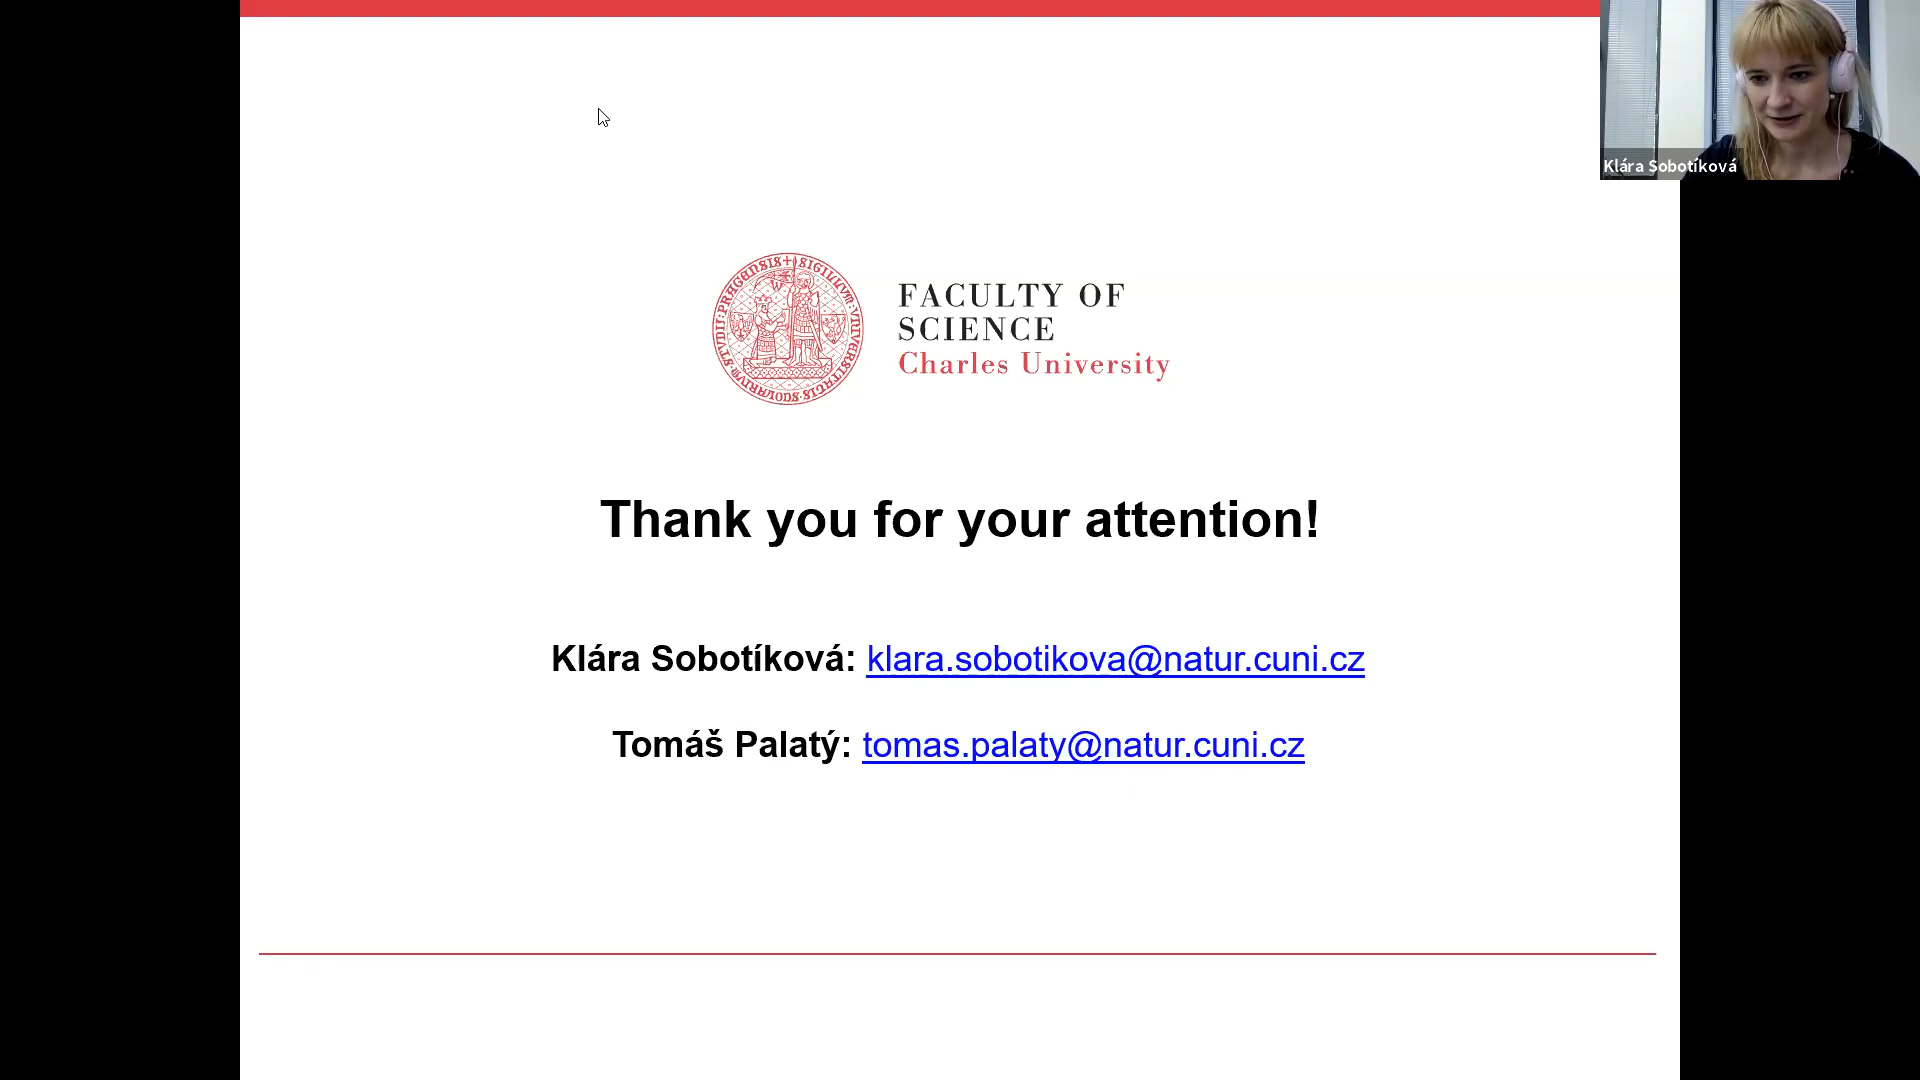 Klára Sobotíková
FACULTY OF
SCIENCE
Charles University
Thank you for your attention!
Klára Sobotíková: klara.sobotikova@natur.cuni.cz
Tomáš Palatý: tomas.palaty@natur.cuni.cz